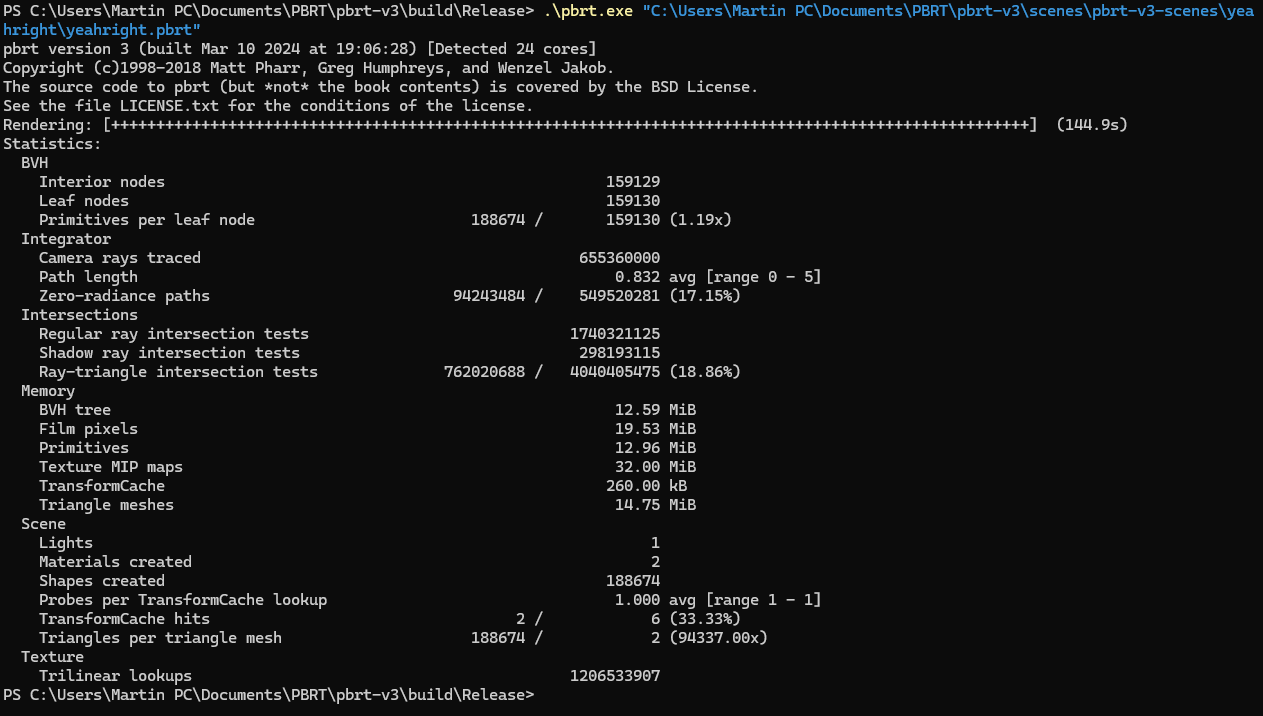 PS C:\Users\Martin PC\Documents\PBRT\pbrt-v3\build\Release> .\pbrt.exe "C:\Users\Martin PC\Documents\PBRT\pbrt-v3\scenes\pbrt-v3-scenes\yea
hright\yeahright.pbrt"
pbrt version 3 (built Mar 10 2024 at 19:06:28) [Detected 24 cores]
Copyright (c)1998-2018 Matt Pharr, Greg Humphreys, and Wenzel Jakob.
The source code to pbrt (but *not* the book contents) is covered by the BSD License.
See the file LICENSE.txt for the conditions of the license.
Rendering: [++++++++++++++++++++++++++++++++++++++++++++++++++++++++++++++++++++++++++++++++++++++++++++++++++++++]  (144.9s)
Statistics:
  BVH
    Interior nodes                                                 159129
    Leaf nodes                                                     159130
    Primitives per leaf node                        188674 /       159130 (1.19x)
  Integrator
    Camera rays traced                                          655360000
    Path length                                                     0.832 avg [range 0 - 5]
    Zero-radiance paths                           94243484 /    549520281 (17.15%)
  Intersections
    Regular ray intersection tests                             1740321125
    Shadow ray intersection tests                               298193115
    Ray-triangle intersection tests              762020688 /   4040405475 (18.86%)
  Memory
    BVH tree                                                        12.59 MiB
    Film pixels                                                     19.53 MiB
    Primitives                                                      12.96 MiB
    Texture MIP maps                                                32.00 MiB
    TransformCache                                                 260.00 kB
    Triangle meshes                                                 14.75 MiB
  Scene
    Lights                                                              1
    Materials created                                                   2
    Shapes created                                                 188674
    Probes per TransformCache lookup                                1.000 avg [range 1 - 1]
    TransformCache hits                                  2 /            6 (33.33%)
    Triangles per triangle mesh                     188674 /            2 (94337.00x)
  Texture
    Trilinear lookups                                          1206533907
PS C:\Users\Martin PC\Documents\PBRT\pbrt-v3\build\Release>